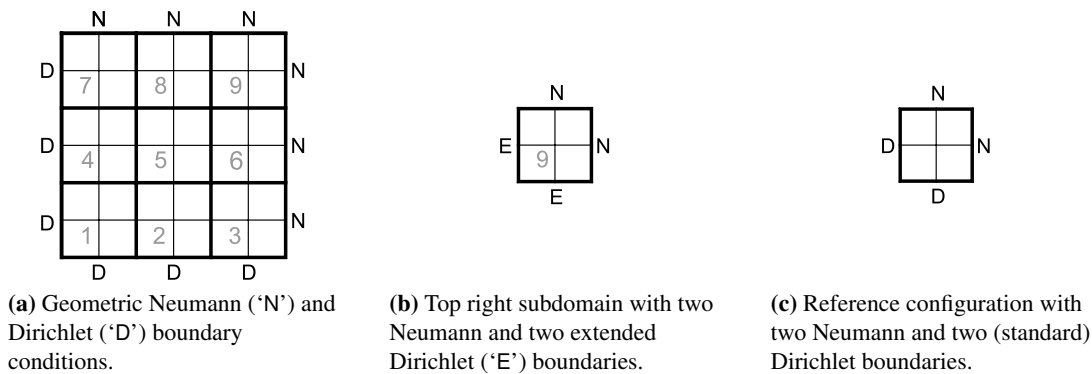 N N N
D 7 8 9 N
D 4 5 6 N
D 1 2 3 N
D D D
(a) Geometric Neumann (‘N’) and
Dirichlet (‘D’) boundary
conditions.
N
E 9 N
E
(b) Top right subdomain with two
Neumann and two extended
Dirichlet (‘E’) boundaries.
N
D N
D
(c) Reference configuration with
two Neumann and two (standard)
Dirichlet boundaries.